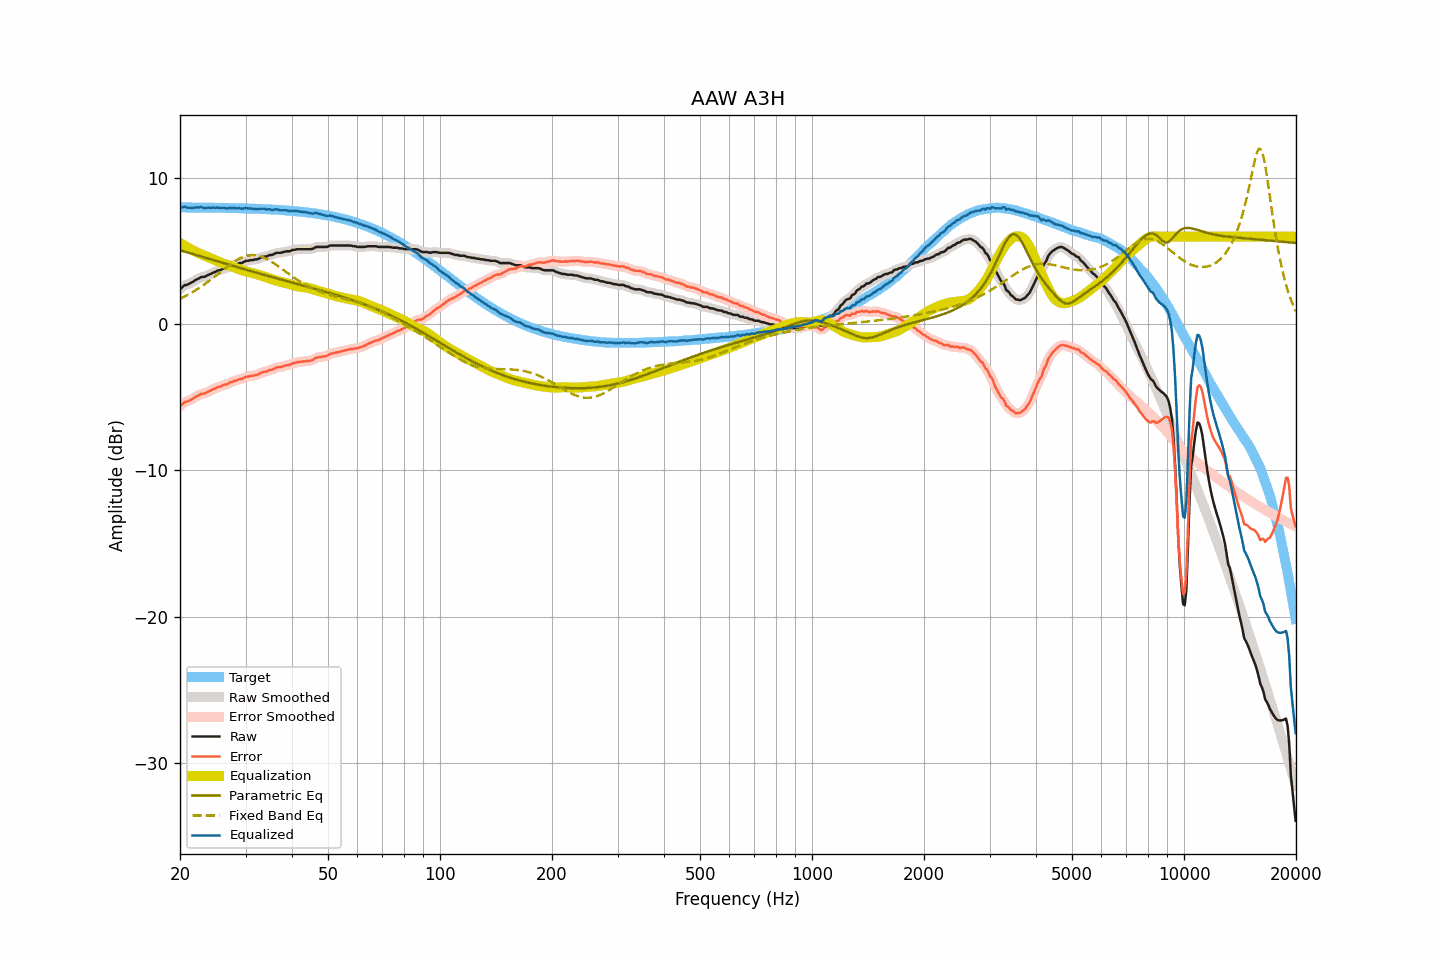 AAW A3H
Amplitude (dBr)
10
0
−10
−20
−30
Target
Raw Smoothed
Error Smoothed
Raw
Error
Equalization
Parametric Eq
Fixed Band Eq
Equalized
20 50 100 200 500 1000 2000 5000 10000 20000
Frequency (Hz)